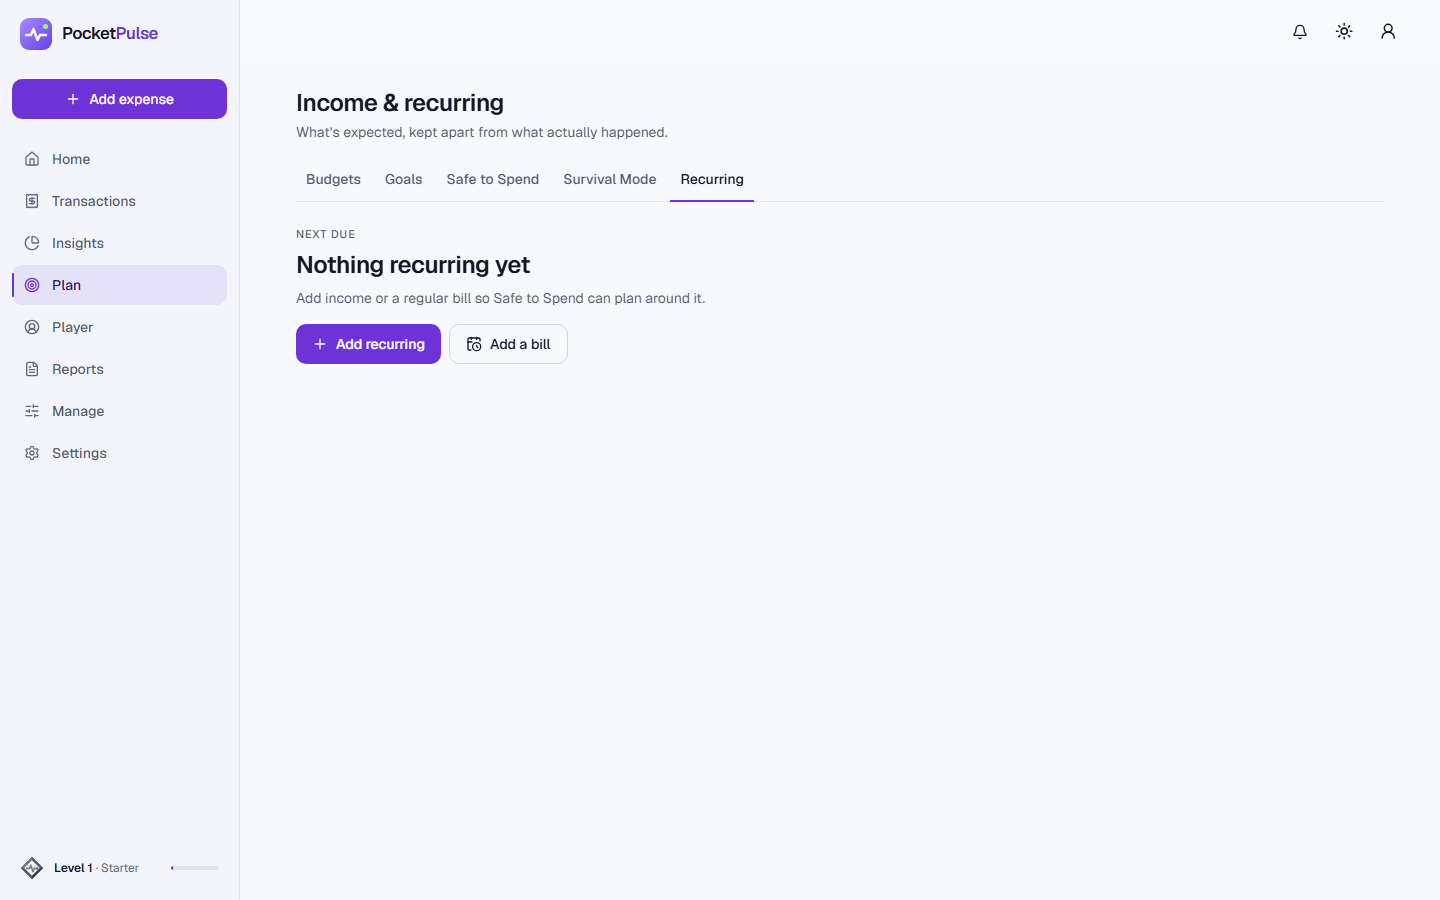 PocketPulse
Add expense
Home
Transactions
Insights
Plan
Player
Reports
Manage
Settings
Level 1 · Starter
Income & recurring
What's expected, kept apart from what actually happened.
Budgets Goals Safe to Spend Survival Mode Recurring
NEXT DUE
Nothing recurring yet
Add income or a regular bill so Safe to Spend can plan around it.
Add recurring Add a bill